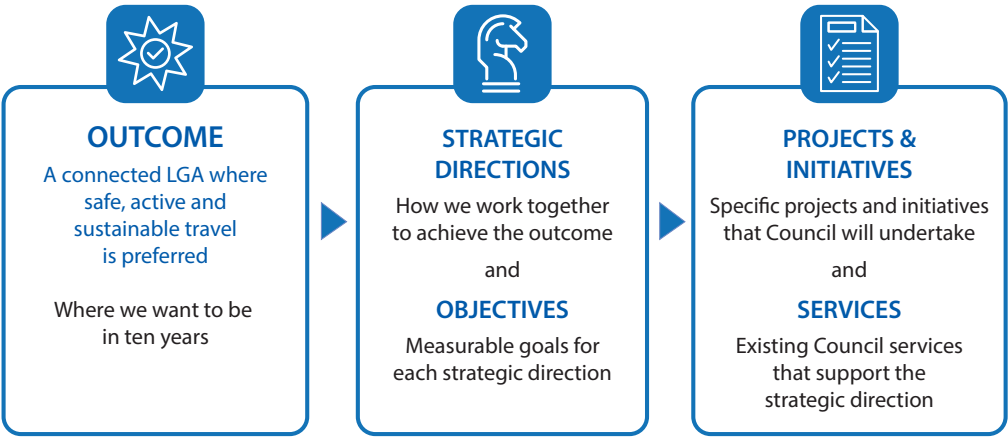 OUTCOME
A connected LGA where
safe, active and
sustainable travel
is preferred
Where we want to be
in ten years
STRATEGIC
DIRECTIONS
How we work together
to achieve the outcome
and
OBJECTIVES
Measurable goals for
each strategic direction
PROJECTS &
INITIATIVES
Specific projects and initiatives
that Council will undertake
and
SERVICES
Existing Council services
that support the
strategic direction